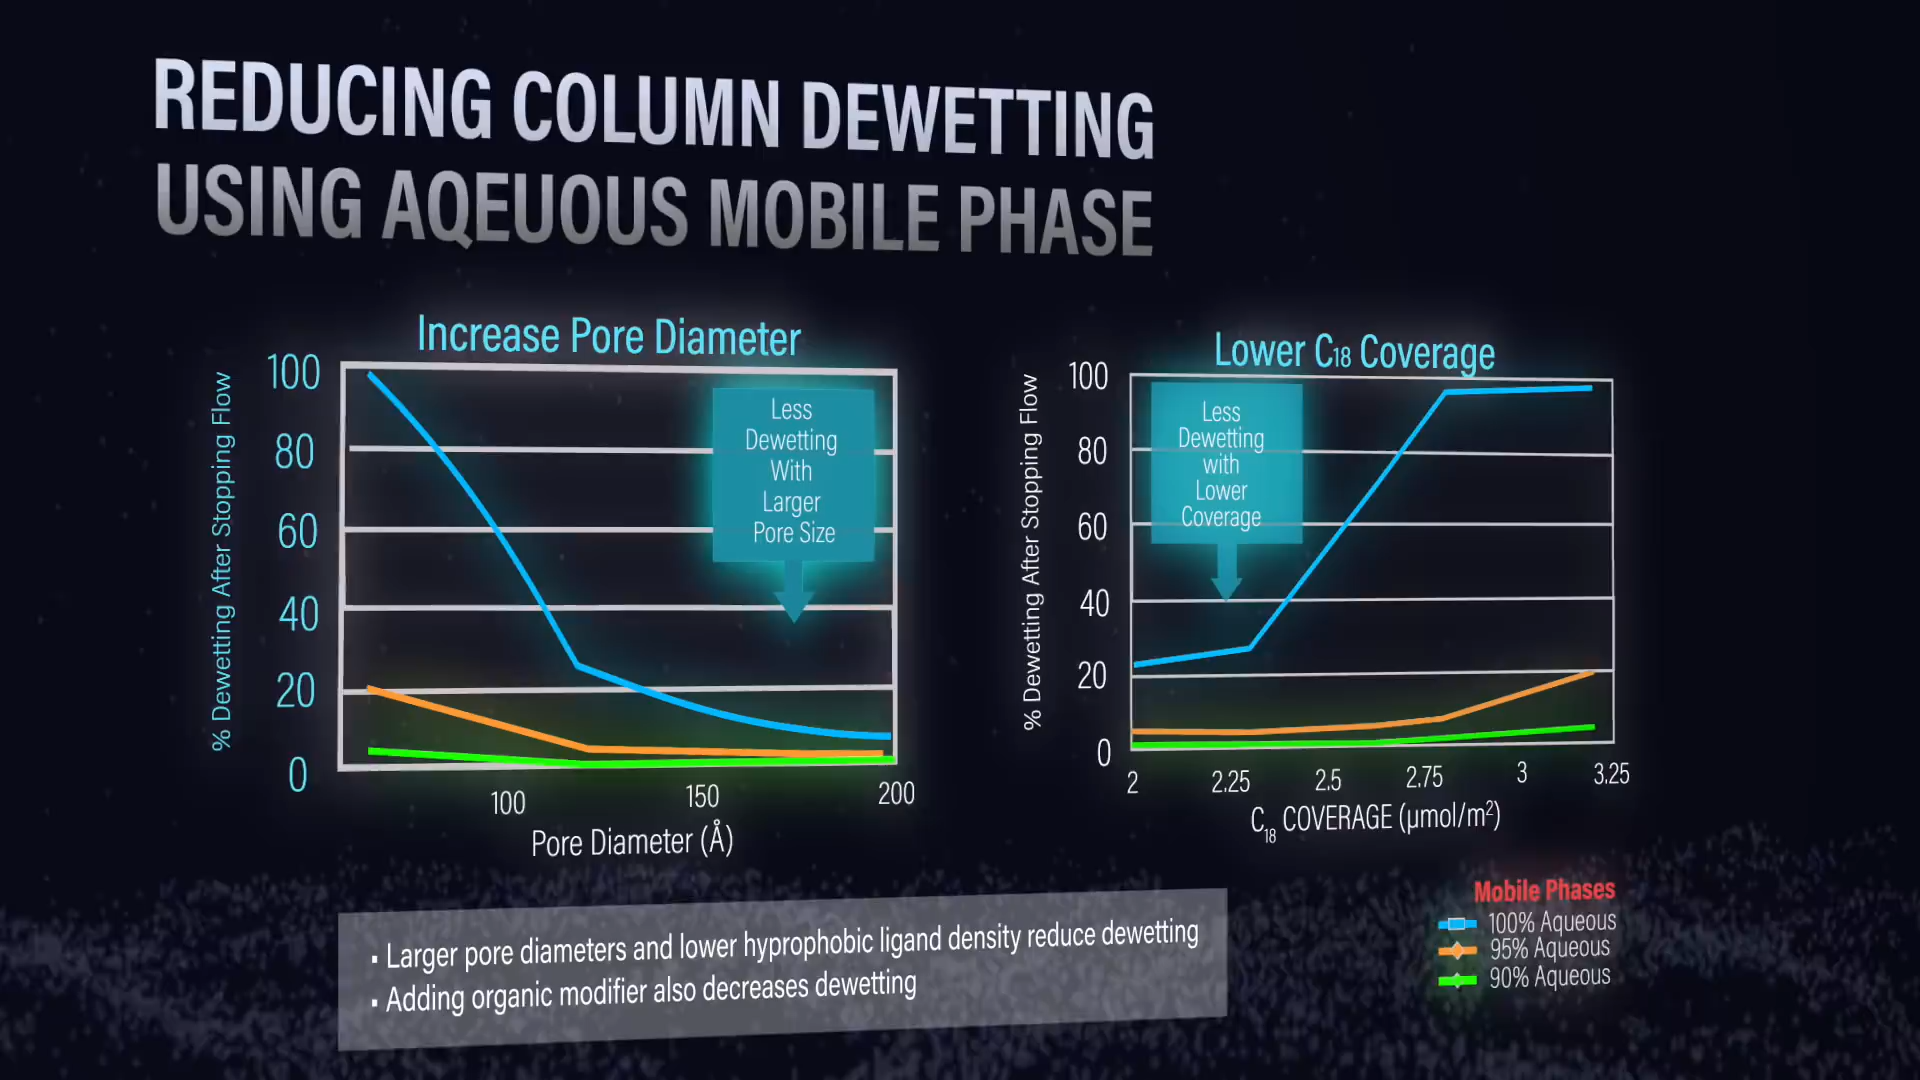 REDUCING COLUMN DEWETTING
USING AQEUOUS MOBILE PHASE
Increase Pore Diameter
% Dewetting After Stopping Flow
100
80
60
40
20
0
Less
Dewetting
With
Larger
Pore Size
100
150
200
Pore Diameter (Å)
Lower C₁₈ Coverage
% Dewetting After Stopping Flow
100
80
60
40
20
0
Less
Dewetting
with
Lower
Coverage
2
2.25
2.5
2.75
3
3.25
C₁₈ COVERAGE (µmol/m²)
Mobile Phases
100% Aqueous
95% Aqueous
90% Aqueous
▪ Larger pore diameters and lower hyprophobic ligand density reduce dewetting
▪ Adding organic modifier also decreases dewetting